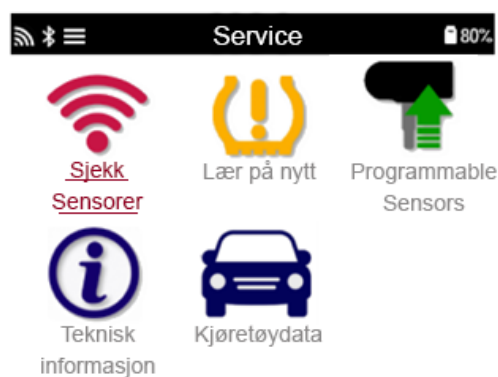 Service
80%
Sjekk
Sensorer
Lær på nytt
Programmable
Sensors
Teknisk
informasjon
Kjøretøydata